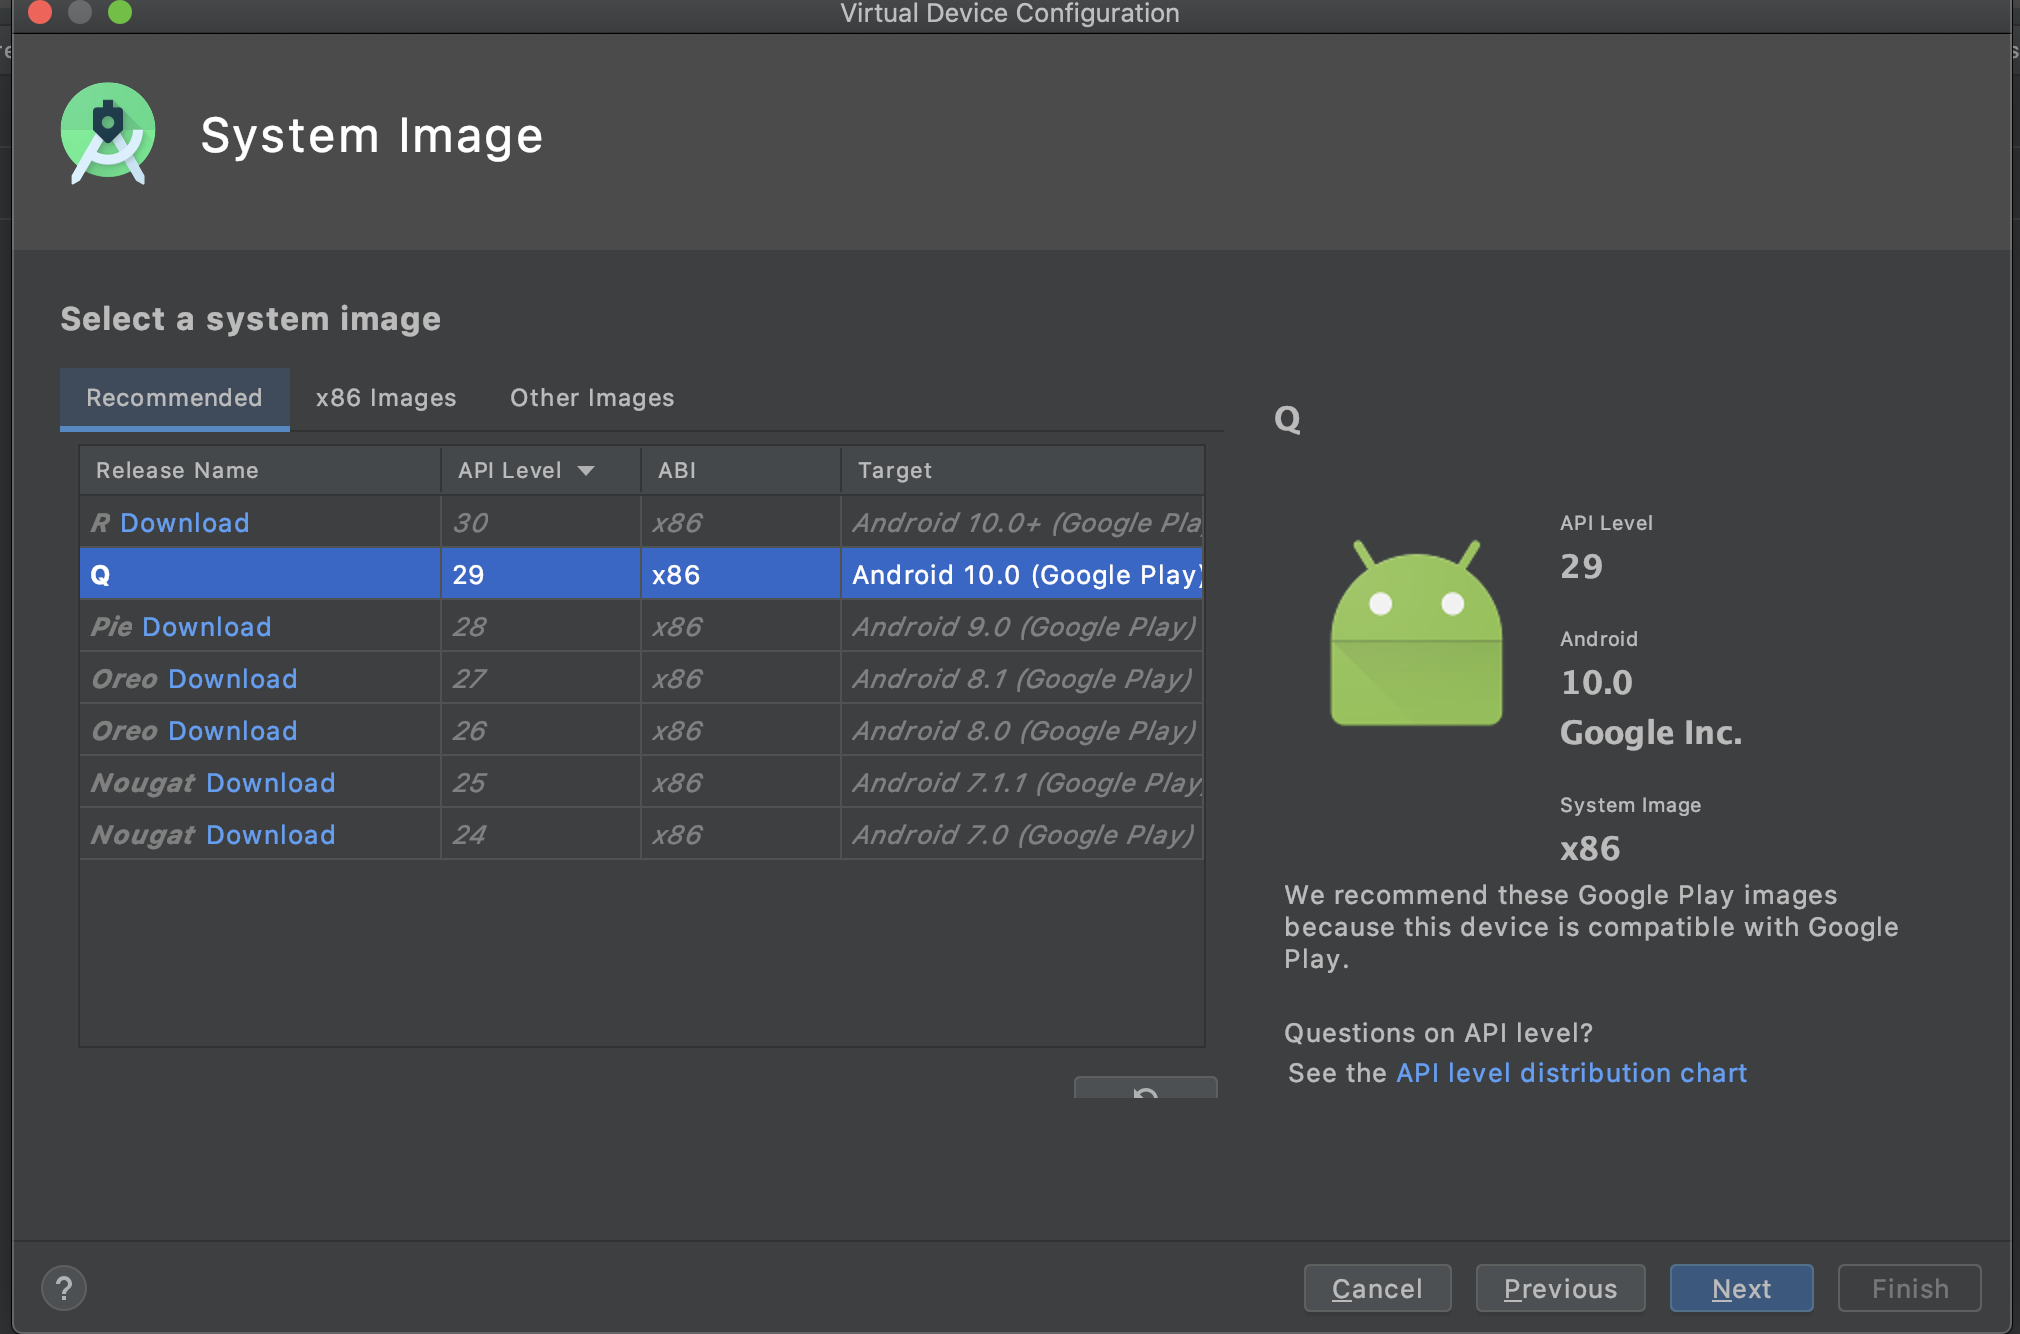 Virtual Device Configuration
System Image
Select a system image
Recommended x86 Images Other Images
Release Name API Level ABI Target
R Download 30 x86 Android 10.0+ (Google Pla
Q 29 x86 Android 10.0 (Google Play)
Pie Download 28 x86 Android 9.0 (Google Play)
Oreo Download 27 x86 Android 8.1 (Google Play)
Oreo Download 26 x86 Android 8.0 (Google Play)
Nougat Download 25 x86 Android 7.1.1 (Google Play
Nougat Download 24 x86 Android 7.0 (Google Play)
Q
API Level
29
Android
10.0
Google Inc.
System Image
x86
We recommend these Google Play images
because this device is compatible with Google
Play.
Questions on API level?
See the API level distribution chart
? Cancel Previous Next Finish